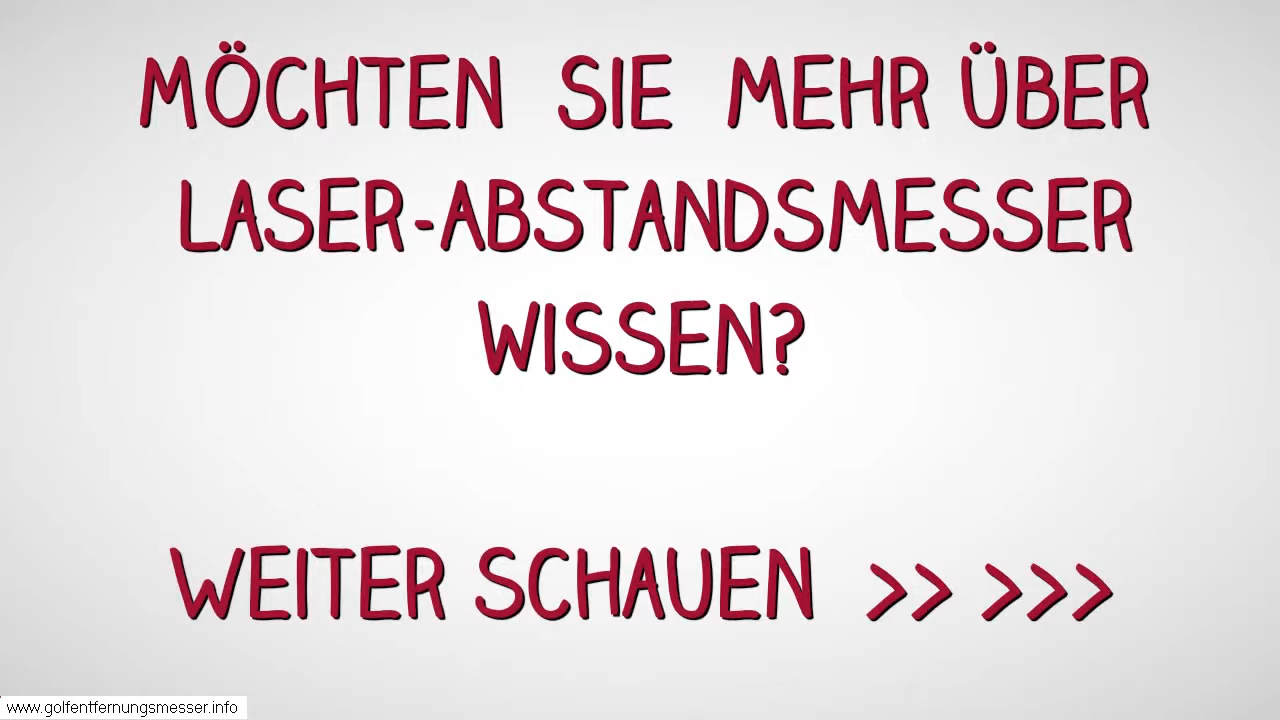 MÖCHTEN SIE MEHR ÜBER
LASER-ABSTANDSMESSER
WISSEN?
WEITER SCHAUEN >> >>>
www.golfentfernungsmesser.info